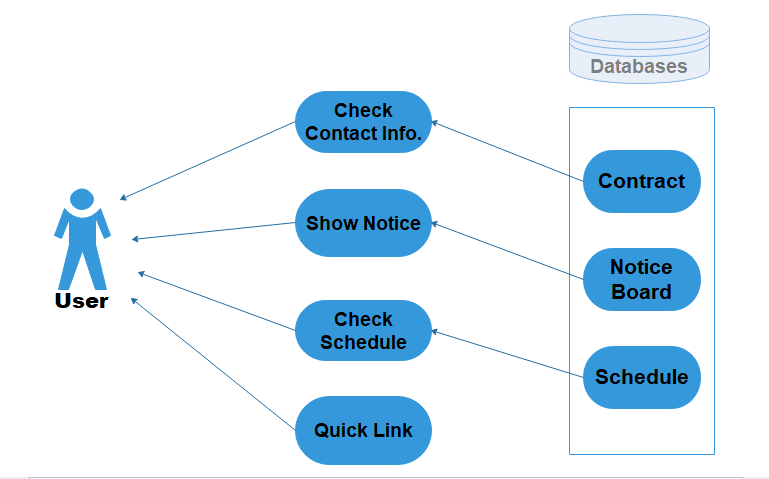 Databases
Check
Contact Info.
Contract
Show Notice
Notice
Board
User
Check
Schedule
Schedule
Quick Link